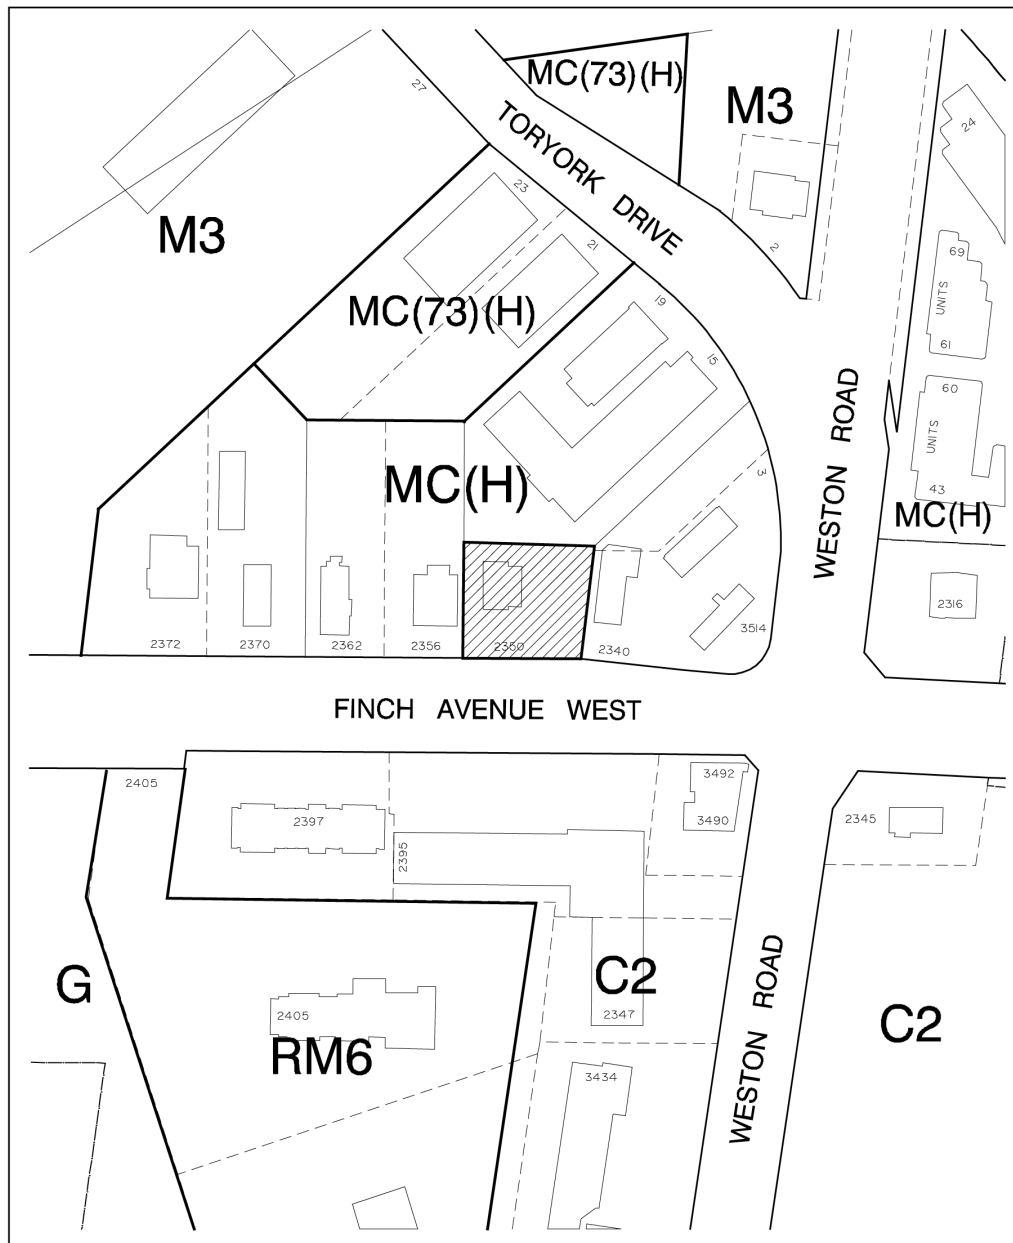 MC(73)(H)
27
M3
24
TORYORK DRIVE
23
2
M3
21
69
UNITS
61
MC(73)(H)
19
15
60
UNITS
43
WESTON ROAD
3
MC(H)
MC(H)
2316
3514
2372
2370
2362
2356
2350
2340
FINCH AVENUE WEST
2405
3492
2397
3490
2345
2395
G
C2
2405
2347
C2
RM6
WESTON ROAD
3434